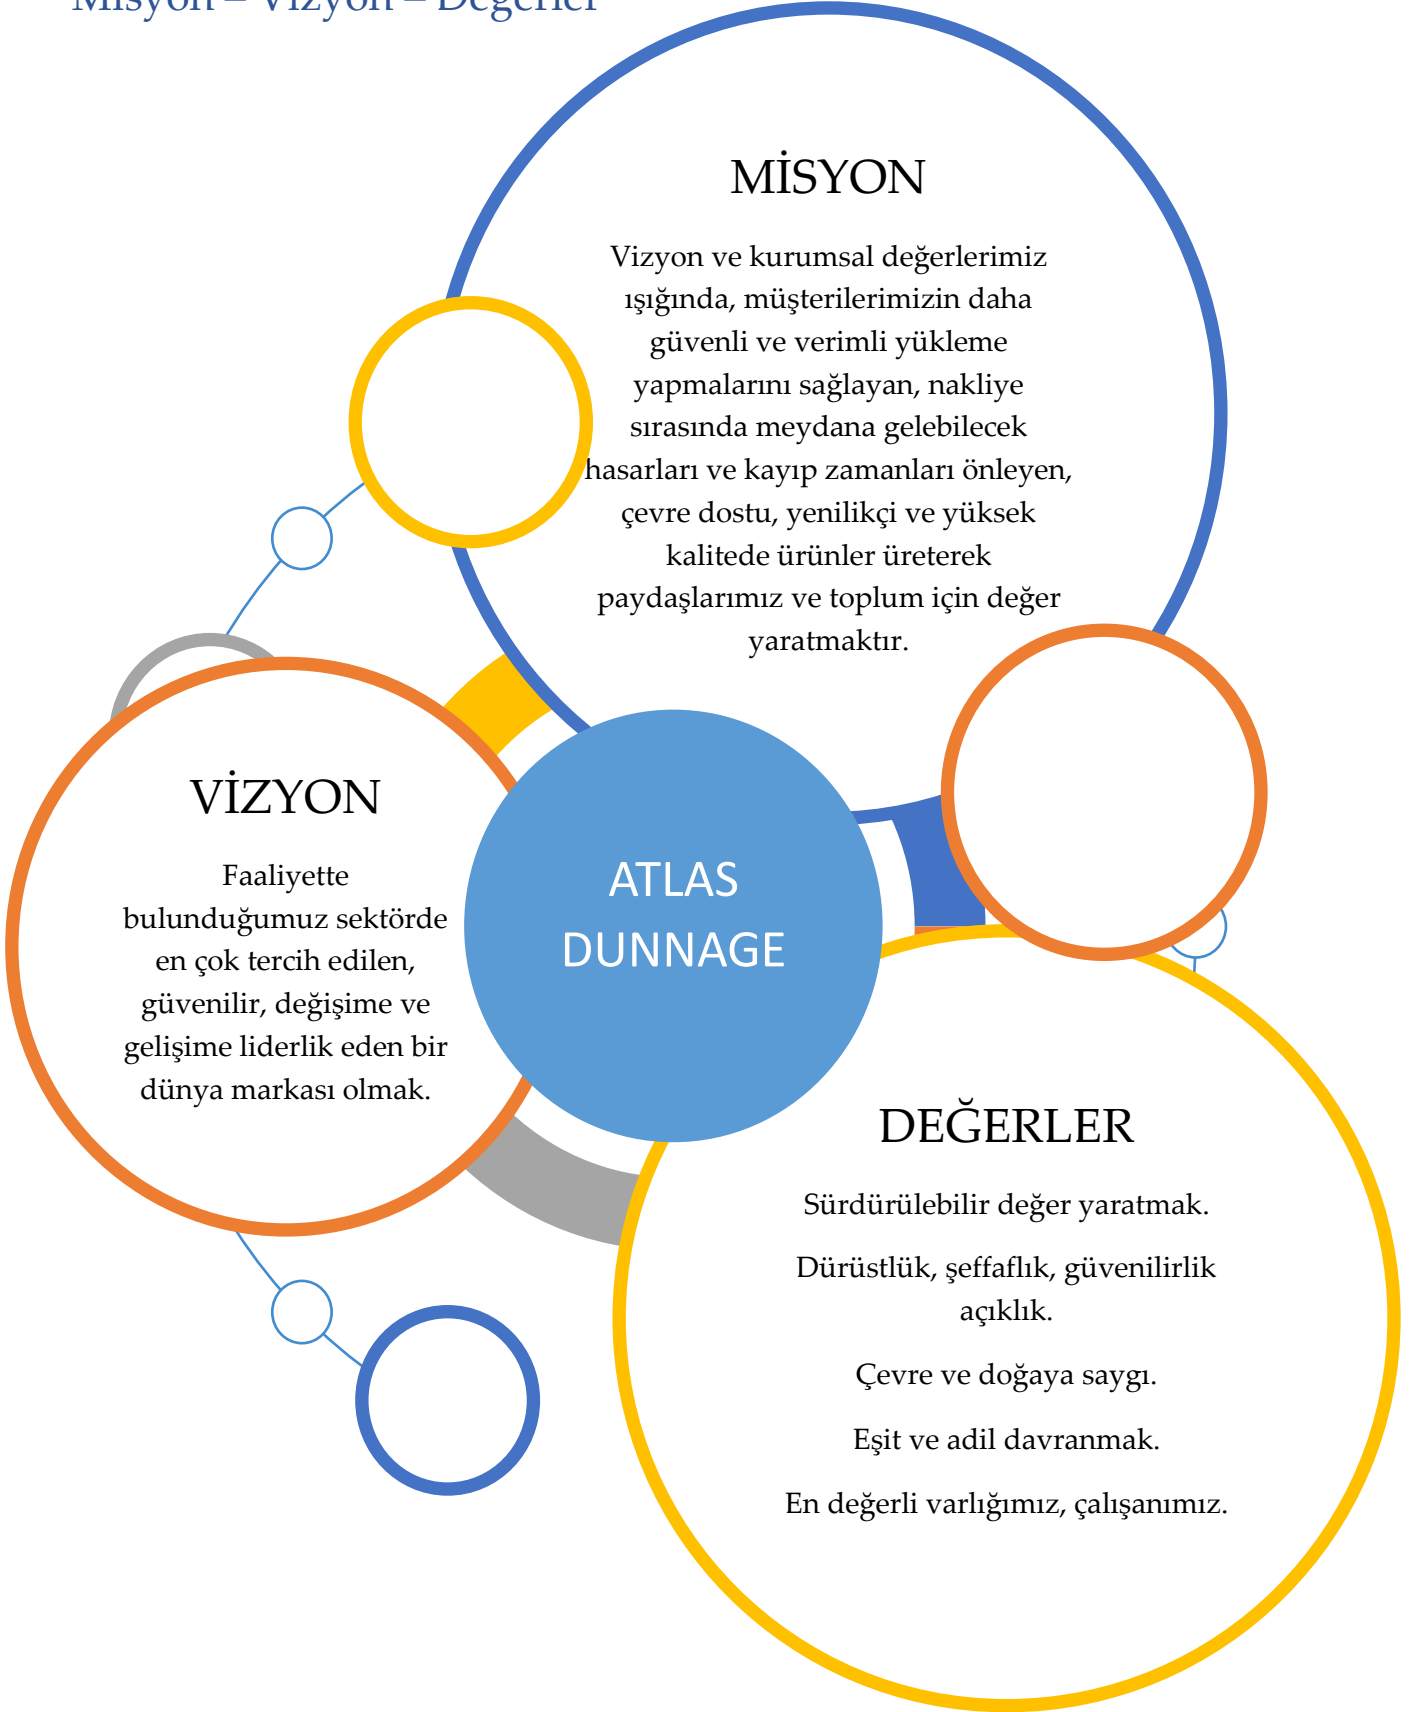 Misyon – Vizyon – Değerler
MİSYON
Vizyon ve kurumsal değerlerimiz
ışığında, müşterilerimizin daha
güvenli ve verimli yükleme
yapmalarını sağlayan, nakliye
sırasında meydana gelebilecek
hasarları ve kayıp zamanları önleyen,
çevre dostu, yenilikçi ve yüksek
kalitede ürünler üreterek
paydaşlarımız ve toplum için değer
yaratmaktır.
VİZYON
Faaliyette
bulunduğumuz sektörde
en çok tercih edilen,
güvenilir, değişime ve
gelişime liderlik eden bir
dünya markası olmak.
ATLAS
DUNNAGE
DEĞERLER
Sürdürülebilir değer yaratmak.
Dürüstlük, şeffaflık, güvenilirlik
açıklık.
Çevre ve doğaya saygı.
Eşit ve adil davranmak.
En değerli varlığımız, çalışanımız.